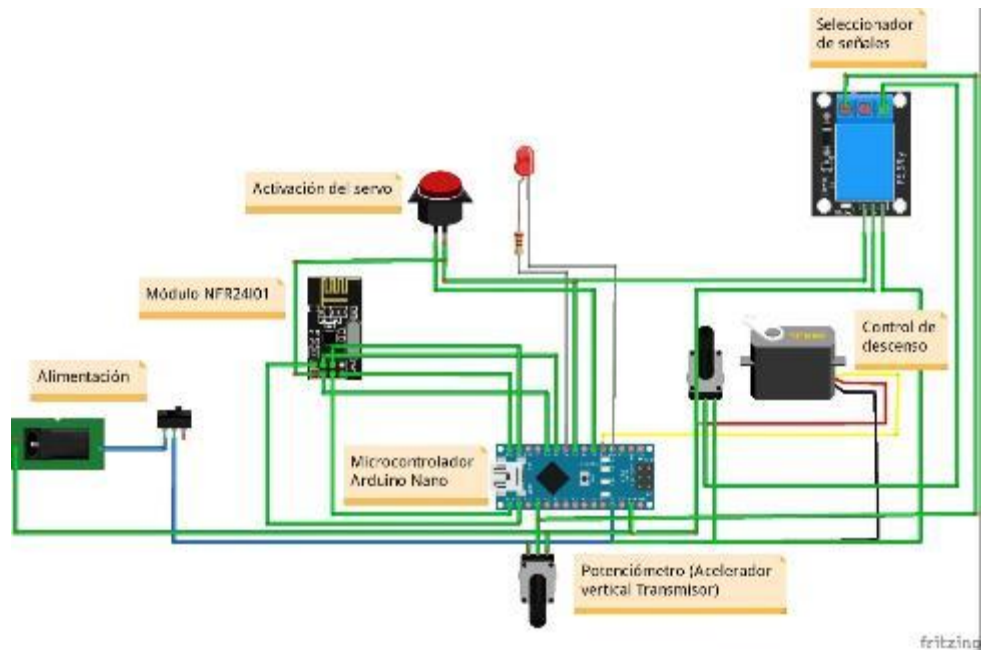 Seleccionador
de señales
Activación del servo
Módulo NFR24l01
Control de
descenso
Alimentación
Microcontrolador
Arduino Nano
Potenciómetro (Acelerador
vertical Transmisor)
fritzing